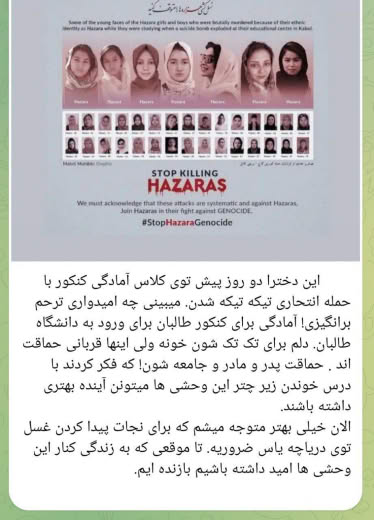 Some of the young faces of the Hazara girls and boys who were brutally murdered because of their ethnic
identity as Hazara while they were studying when a suicide bomb exploded at their educational centre in Kabul.
STOP KILLING
HAZARAS
We must acknowledge that these attacks are systematic and against Hazaras,
Join Hazaras in their fight against GENOCIDE.
#StopHazaraGenocide
این دخترا دو روز پیش توی کلاس آمادگی کنکور با
حمله انتحاری تیکه تیکه شدن. میبینی چه امیدواری ترحم
برانگیزی! آمادگی برای کنکور طالبان برای ورود به دانشگاه
طالبان. دلم برای تک تک شون خونه ولی اینها قربانی حماقت
اند . حماقت پدر و مادر و جامعه شون! که فکر کردند با
درس خوندن زیر چتر این وحشی ها میتونن آینده بهتری
داشته باشند.
الان خیلی بهتر متوجه میشم که برای نجات پیدا کردن غسل
توی دریاچه یاس ضروریه. تا موقعی که به زندگی کنار این
وحشی ها امید داشته باشیم بازنده ایم.